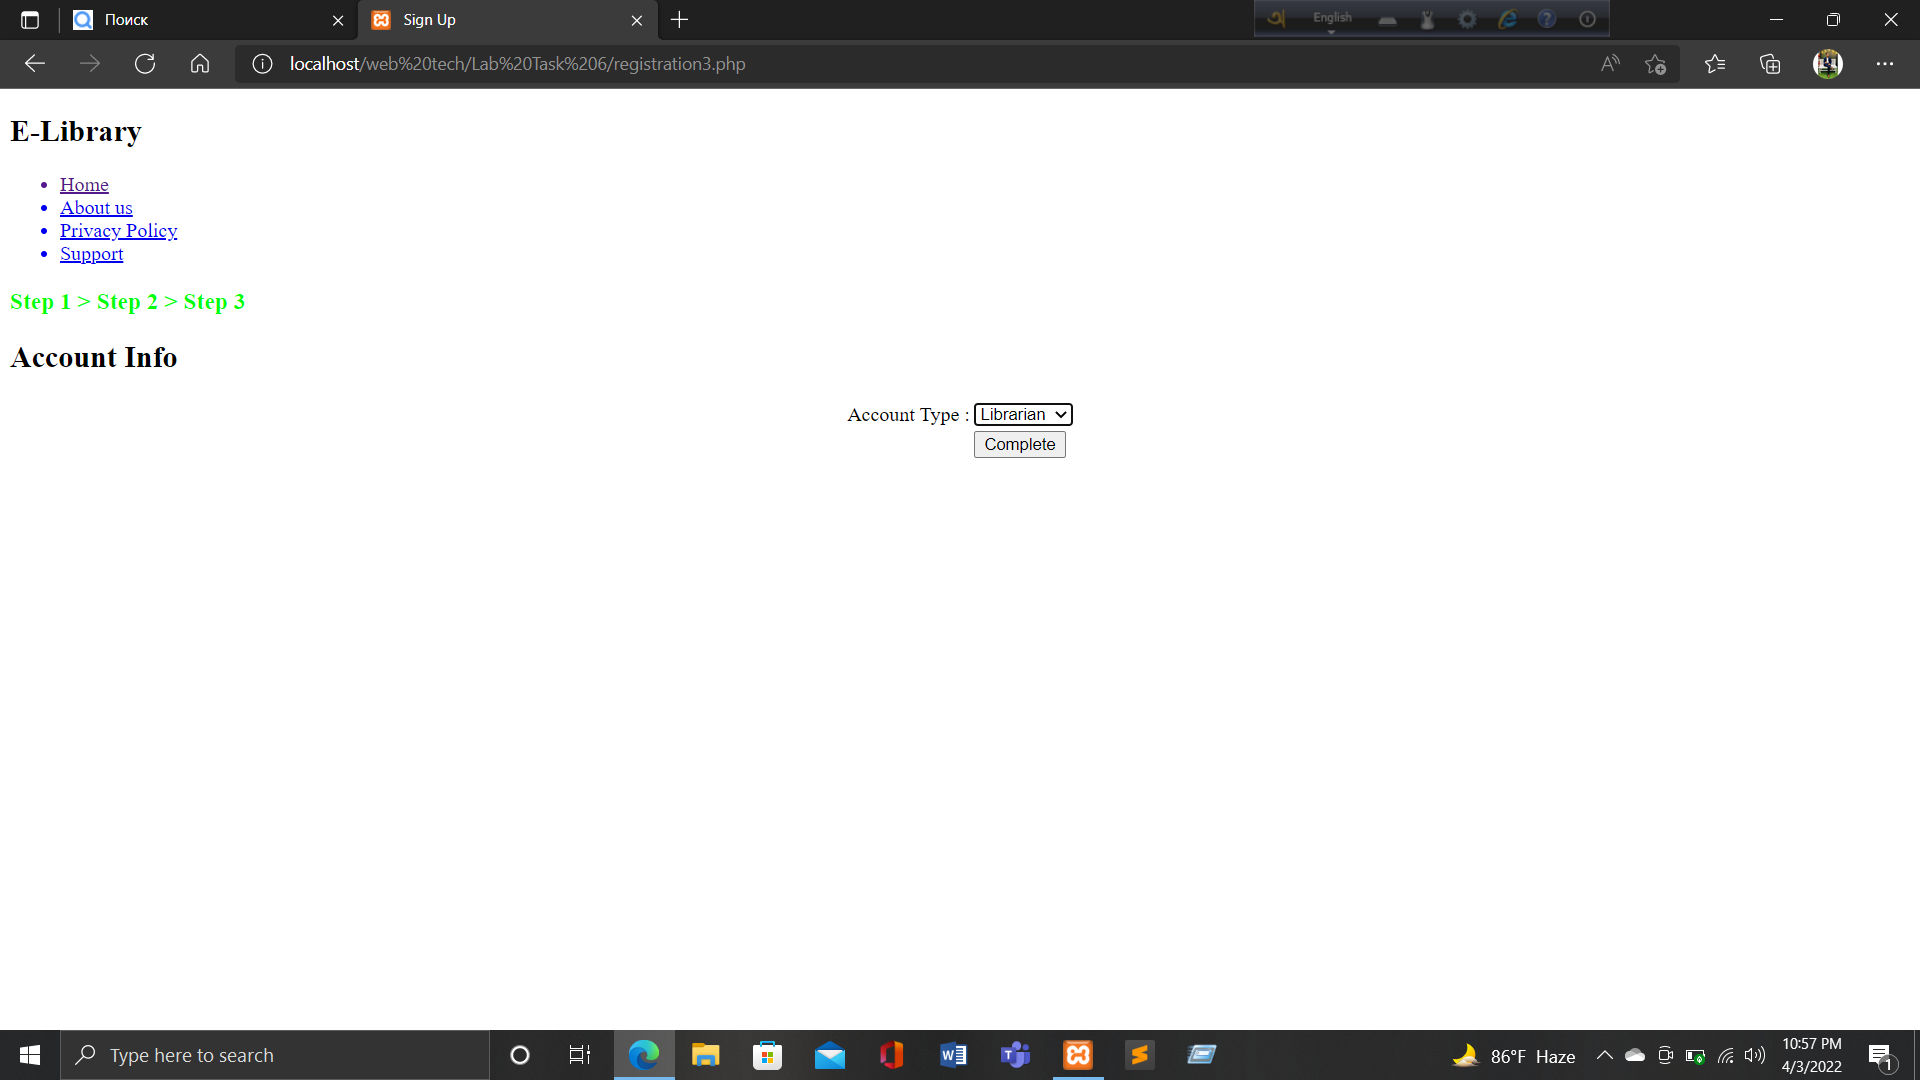 Поиск
Sign Up
English
localhost/web%20tech/Lab%20Task%206/registration3.php
E-Library
Home
About us
Privacy Policy
Support
Step 1 > Step 2 > Step 3
Account Info
Account Type : Librarian
Complete
Type here to search
86°F Haze
10:57 PM
4/3/2022
1